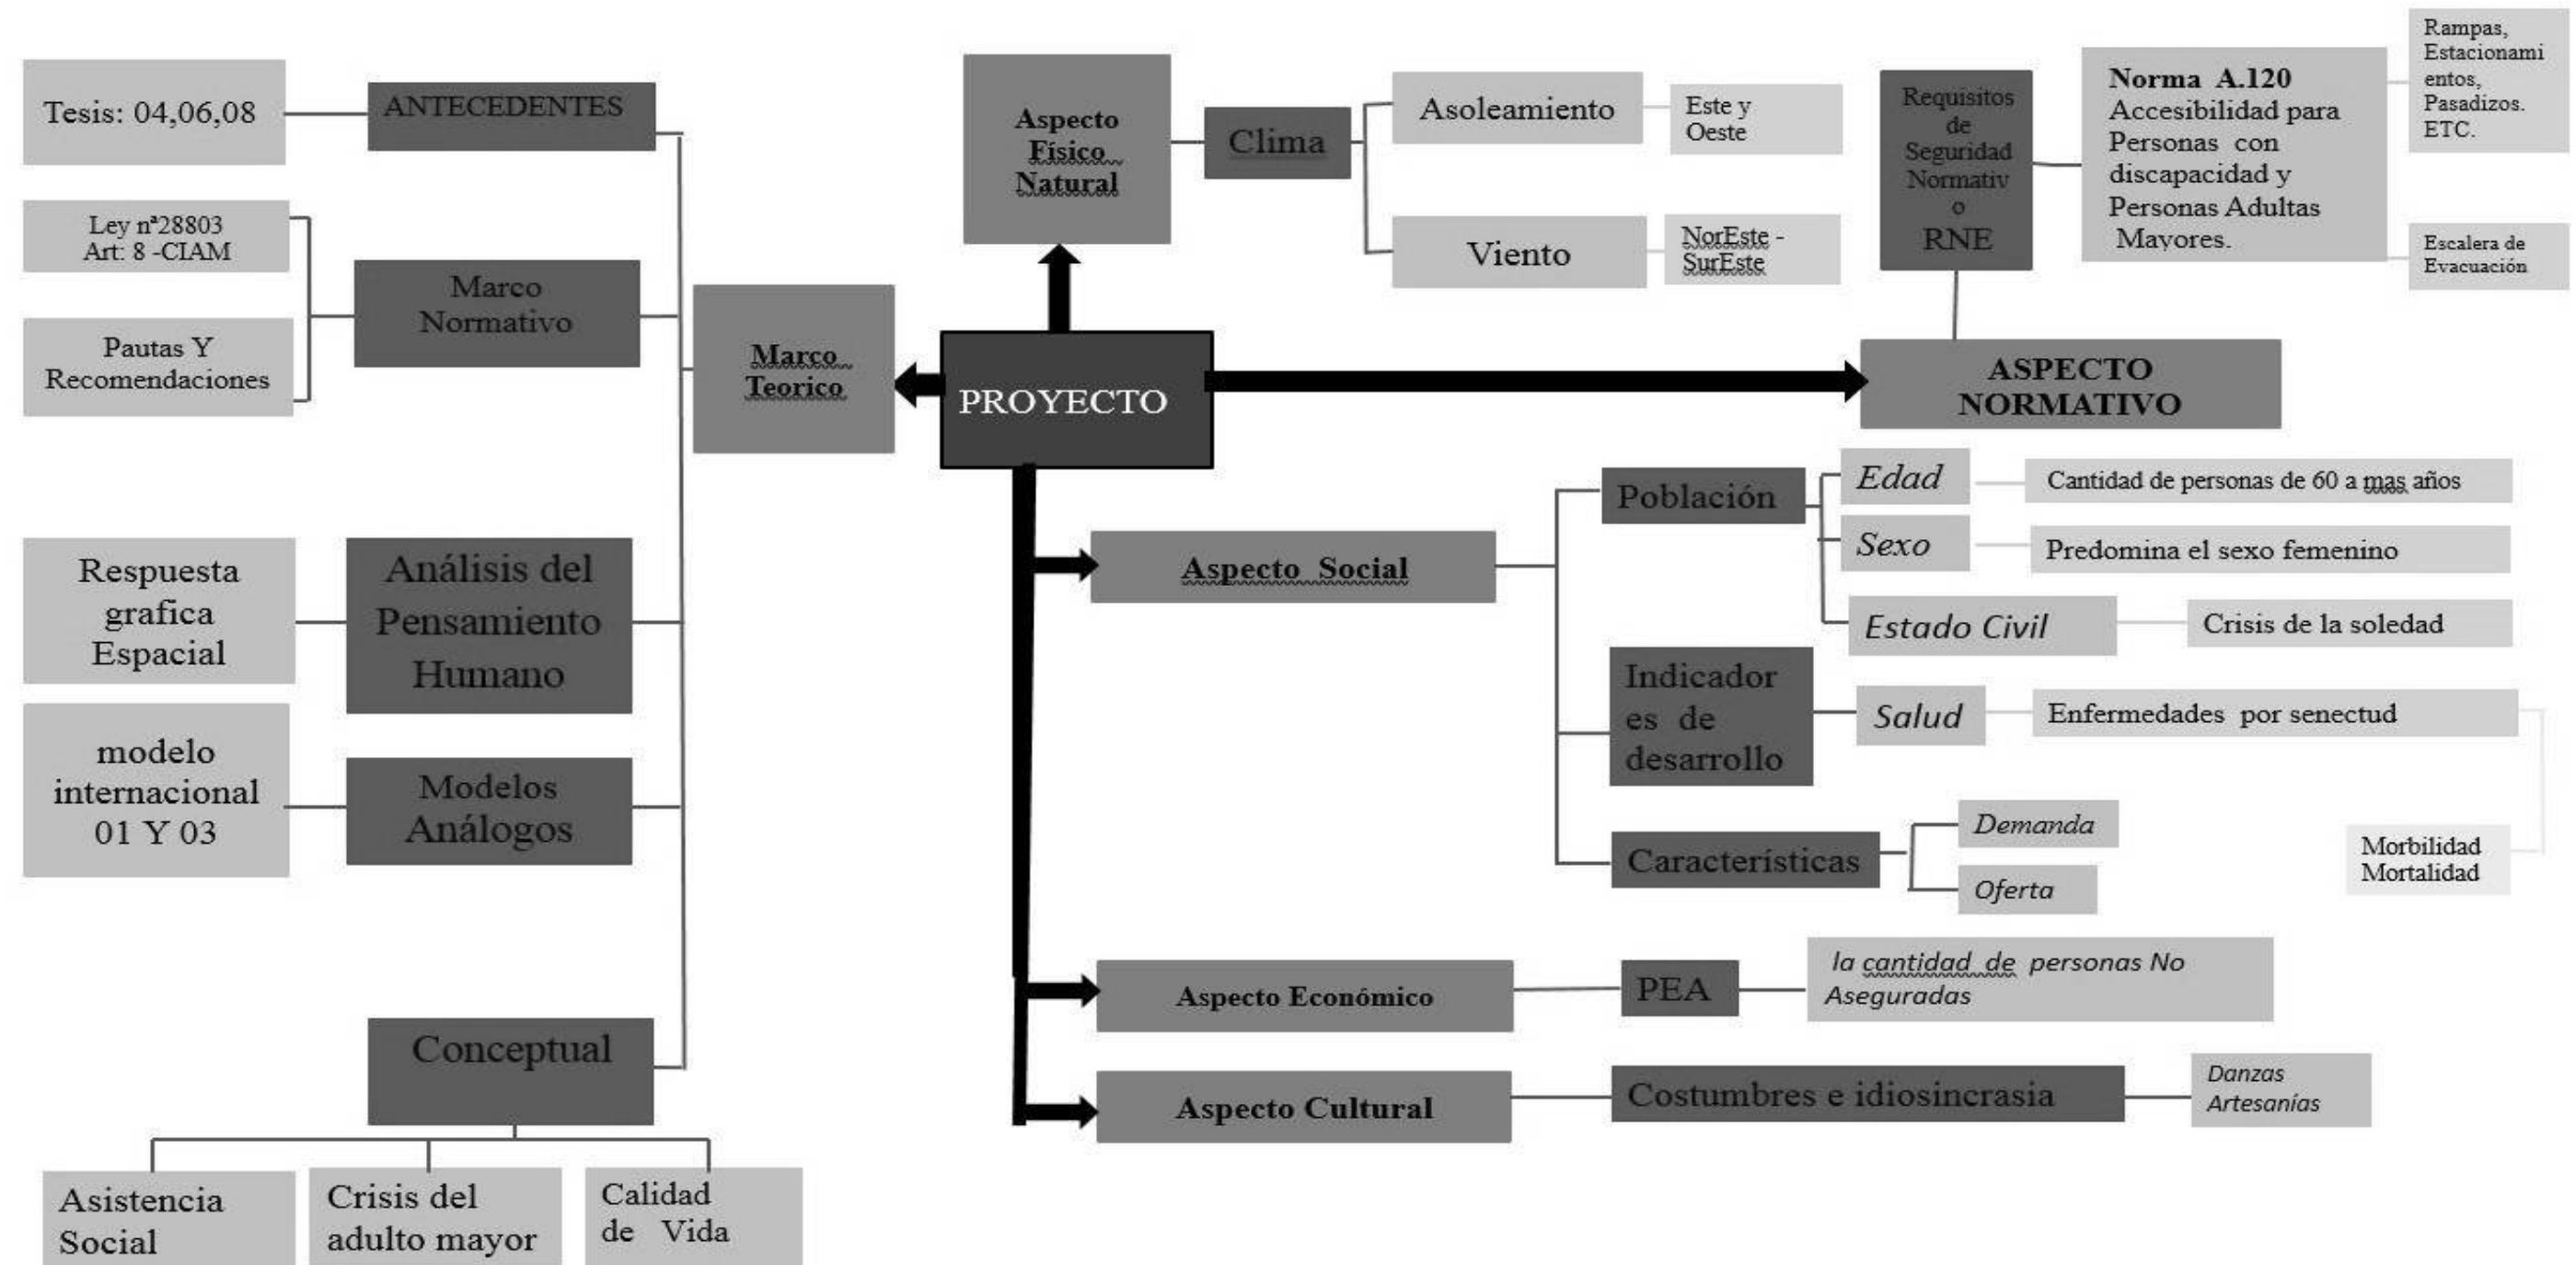 Tesis: 04,06,08
ANTECEDENTES
Ley nª28803
Art: 8 -CIAM
Pautas Y
Recomendaciones
Marco
Normativo
Respuesta
grafica
Espacial
Análisis del
Pensamiento
Humano
modelo
internacional
01 Y 03
Modelos
Análogos
Conceptual
Asistencia
Social
Crisis del
adulto mayor
Calidad
de Vida
Marco
Teorico
PROYECTO
Aspecto
Físico
Natural
Clima
Asoleamiento
Este y
Oeste
Viento
NorEste -
SurEste
Requisitos
de
Seguridad
Normativ
o
RNE
Norma A.120
Accesibilidad para
Personas con
discapacidad y
Personas Adultas
Mayores.
Rampas,
Estacionami
entos,
Pasadizos.
ETC.
Escalera de
Evacuación
ASPECTO
NORMATIVO
Aspecto Social
Población
Edad
Cantidad de personas de 60 a mas años
Sexo
Predomina el sexo femenino
Estado Civil
Crisis de la soledad
Indicador
es de
desarrollo
Salud
Enfermedades por senectud
Morbilidad
Mortalidad
Características
Demanda
Oferta
Aspecto Económico
PEA
la cantidad de personas No
Aseguradas
Aspecto Cultural
Costumbres e idiosincrasia
Danzas
Artesanías